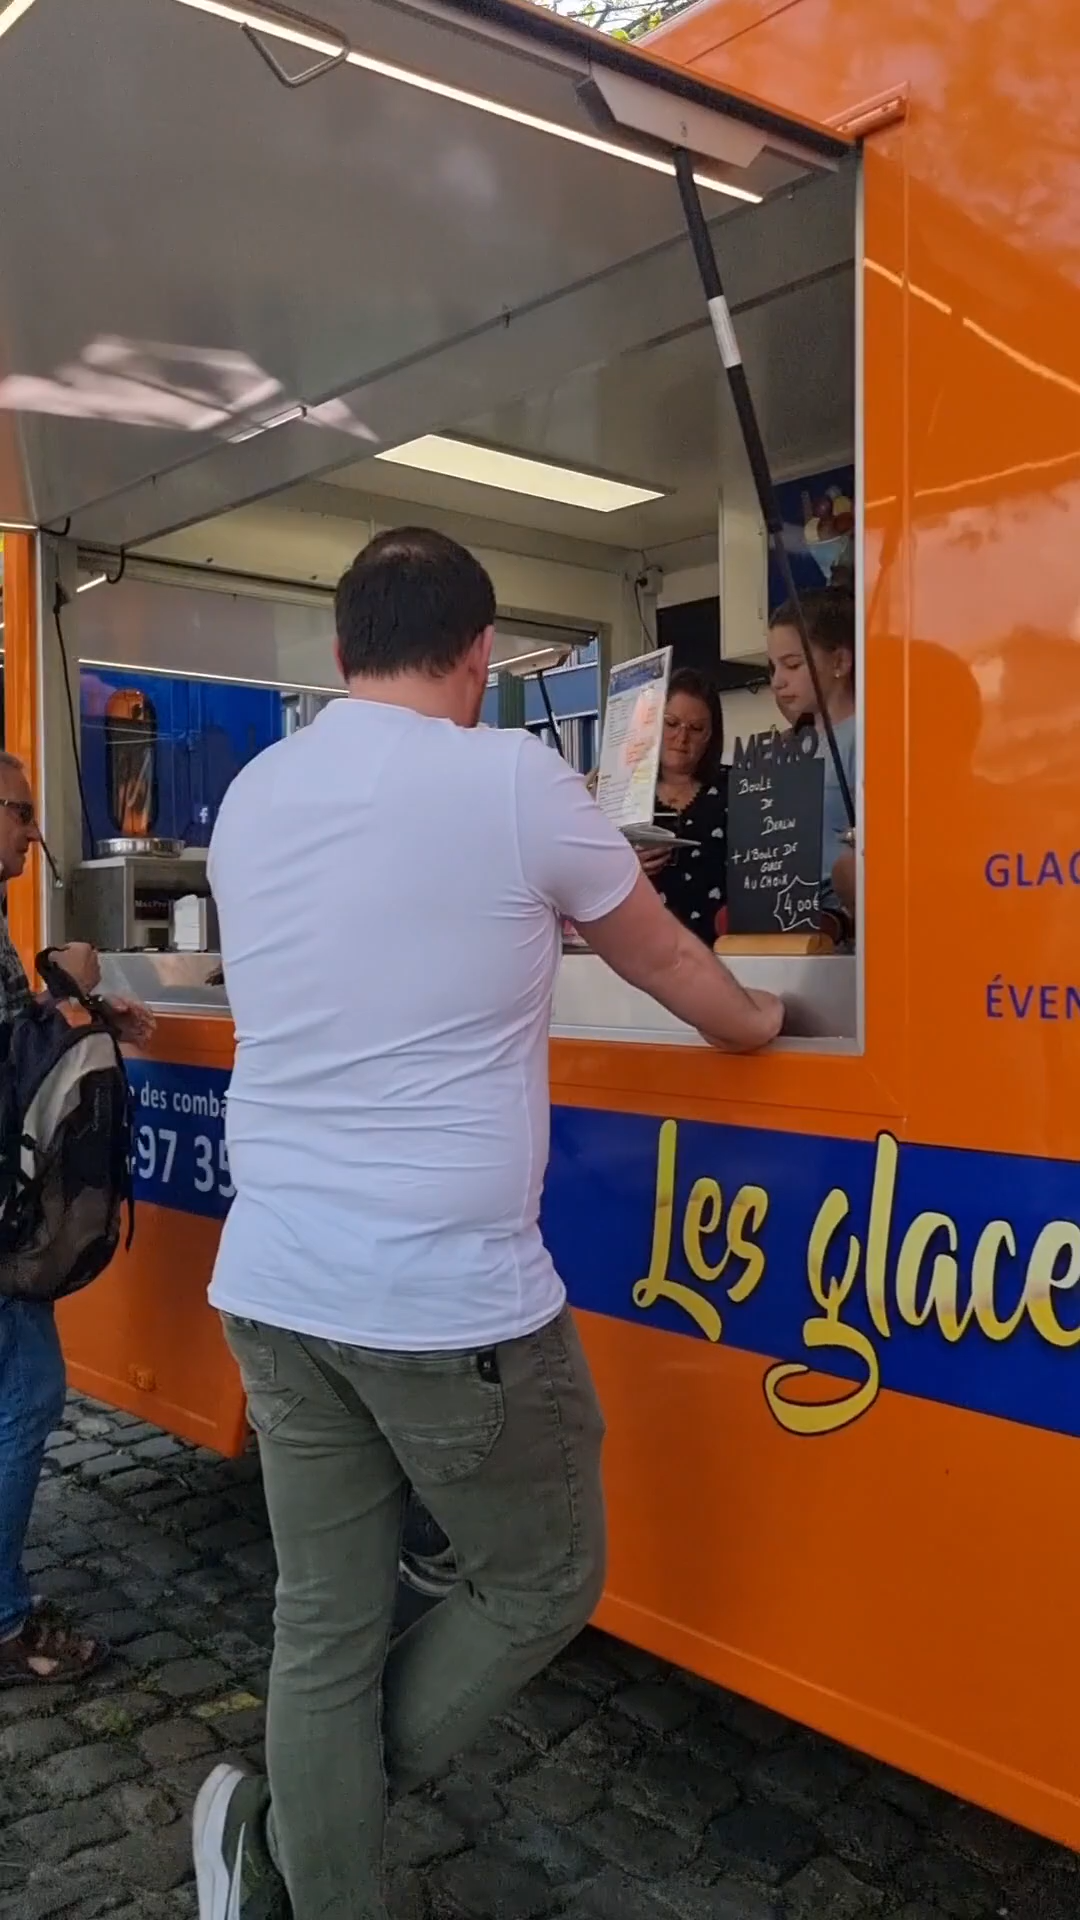 MEMO
BOULE
DE
BERLIN
+ 1 BOULE DE
GLACE
AU CHOIX
4,00€
GLAC
ÉVEN
des comba
97 35
Les glace